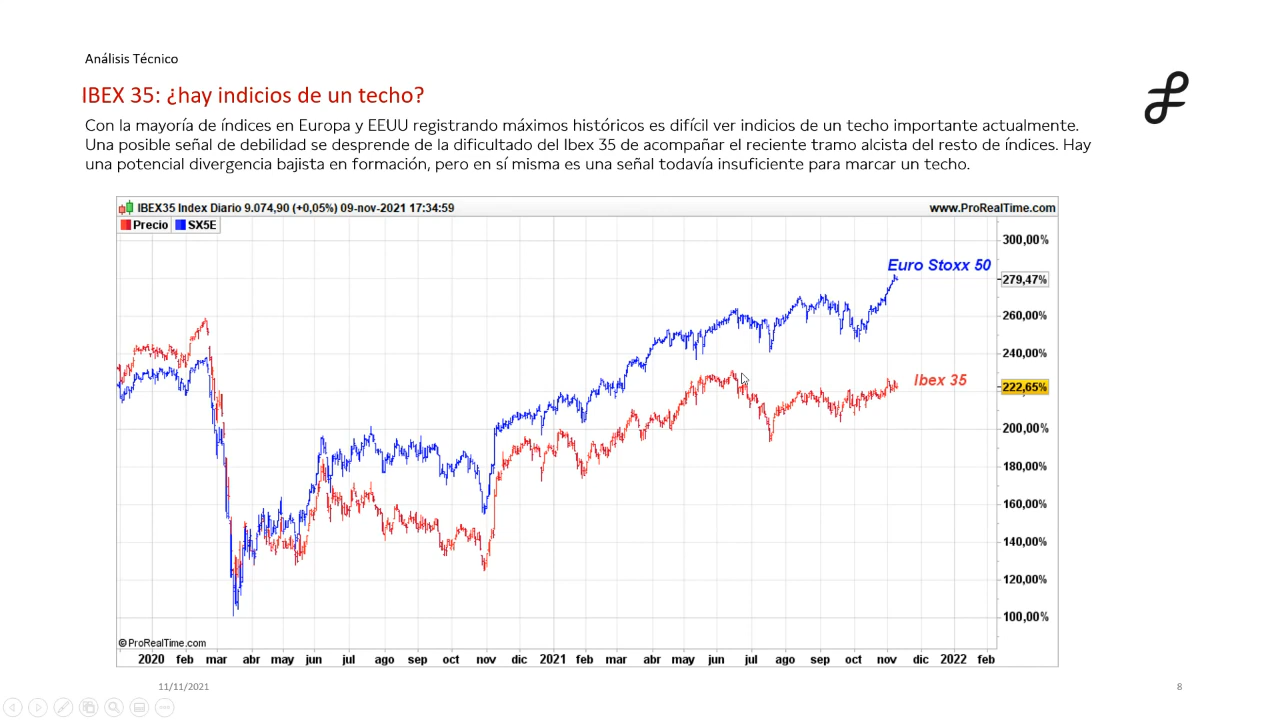 Análisis Técnico
IBEX 35: ¿hay indicios de un techo?
Con la mayoría de índices en Europa y EEUU registrando máximos históricos es difícil ver indicios de un techo importante actualmente.
Una posible señal de debilidad se desprende de la dificultado del Ibex 35 de acompañar el reciente tramo alcista del resto de índices. Hay
una potencial divergencia bajista en formación, pero en sí misma es una señal todavía insuficiente para marcar un techo.
IBEX35 Index Diario 9.074,90 (+0,05%) 09-nov-2021 17:34:59 www.ProRealTime.com
Precio SX5E
300,00%
Euro Stoxx 50
279,47%
260,00%
240,00%
Ibex 35
222,65%
200,00%
180,00%
160,00%
140,00%
120,00%
100,00%
©ProRealTime.com
2020 feb mar abr may jun jul ago sep oct nov dic 2021 feb mar abr may jun jul ago sep oct nov dic 2022 feb
11/11/2021 8